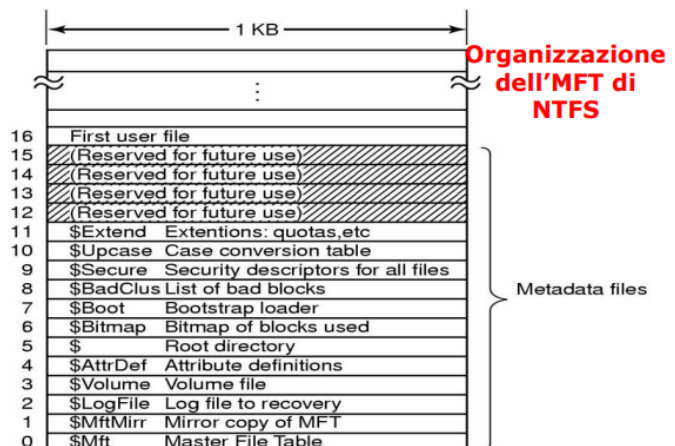 1 KB
Organizzazione
dell'MFT di
NTFS
16 First user file
15 (Reserved for future use)
14 (Reserved for future use)
13 (Reserved for future use)
12 (Reserved for future use)
11 $Extend Extentions: quotas,etc
10 $Upcase Case conversion table
9 $Secure Security descriptors for all files
8 $BadClus List of bad blocks
7 $Boot Bootstrap loader
6 $Bitmap Bitmap of blocks used
5 $ Root directory
4 $AttrDef Attribute definitions
3 $Volume Volume file
2 $LogFile Log file to recovery
1 $MftMirr Mirror copy of MFT
0 $Mft Master File Table
Metadata files